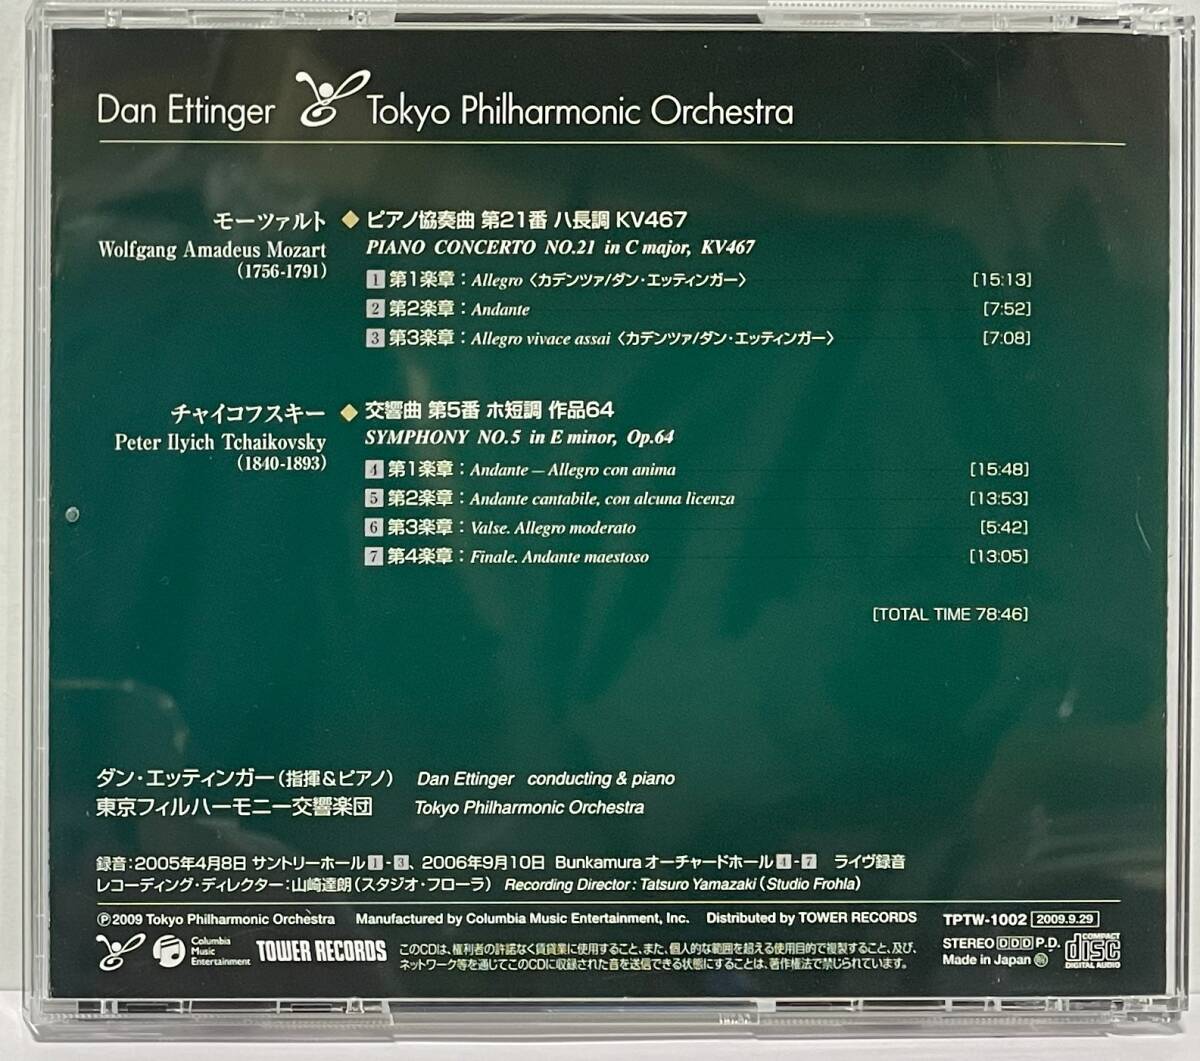 Dan Ettinger Tokyo Philharmonic Orchestra
モーツァルト ◆ ピアノ協奏曲 第21番 ハ長調 KV467
Wolfgang Amadeus Mozart PIANO CONCERTO NO.21 in C major, KV467
(1756-1791)
1 第1楽章：Allegro〈カデンツァ/ダン・エッティンガー〉 [15:13]
2 第2楽章：Andante [7:52]
3 第3楽章：Allegro vivace assai〈カデンツァ/ダン・エッティンガー〉 [7:08]
チャイコフスキー ◆ 交響曲 第5番 ホ短調 作品64
Peter Ilyich Tchaikovsky SYMPHONY NO.5 in E minor, Op.64
(1840-1893)
4 第1楽章：Andante – Allegro con anima [15:48]
5 第2楽章：Andante cantabile, con alcuna licenza [13:53]
6 第3楽章：Valse. Allegro moderato [5:42]
7 第4楽章：Finale. Andante maestoso [13:05]
[TOTAL TIME 78:46]
ダン・エッティンガー（指揮&ピアノ） Dan Ettinger conducting & piano
東京フィルハーモニー交響楽団 Tokyo Philharmonic Orchestra
録音：2005年4月8日 サントリーホール 1-3、2006年9月10日 Bunkamura オーチャードホール 4-7 ライヴ録音
レコーディング・ディレクター：山崎達朗（スタジオ・フローラ） Recording Director : Tatsuro Yamazaki (Studio Frohla)
Ⓟ2009 Tokyo Philharmonic Orchestra Manufactured by Columbia Music Entertainment, Inc. Distributed by TOWER RECORDS TPTW-1002 2009.9.29
Columbia Music Entertainment TOWER RECORDS
このCDは、権利者の許諾なく賃貸業に使用すること、また、個人的な範囲を超える使用目的で複製すること、及び、
ネットワーク等を通じてこのCDに収録された音を送信できる状態にすることは、著作権法で禁じられています。
STEREO DDD P.D.
Made in Japan
COMPACT disc DIGITAL AUDIO